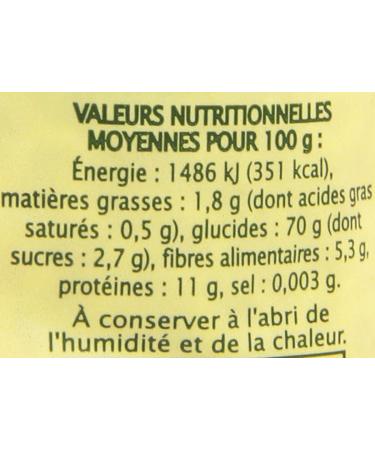 VALEURS NUTRITIONNELLES
MOYENNES POUR 100 g :
Énergie : 1486 kJ (351 kcal),
matières grasses : 1,8 g (dont acides gras
saturés : 0,5 g), glucides : 70 g (dont
sucres : 2,7 g), fibres alimentaires : 5,3 g,
protéines : 11 g, sel : 0,003 g.
À conserver à l'abri de
l'humidité et de la chaleur.